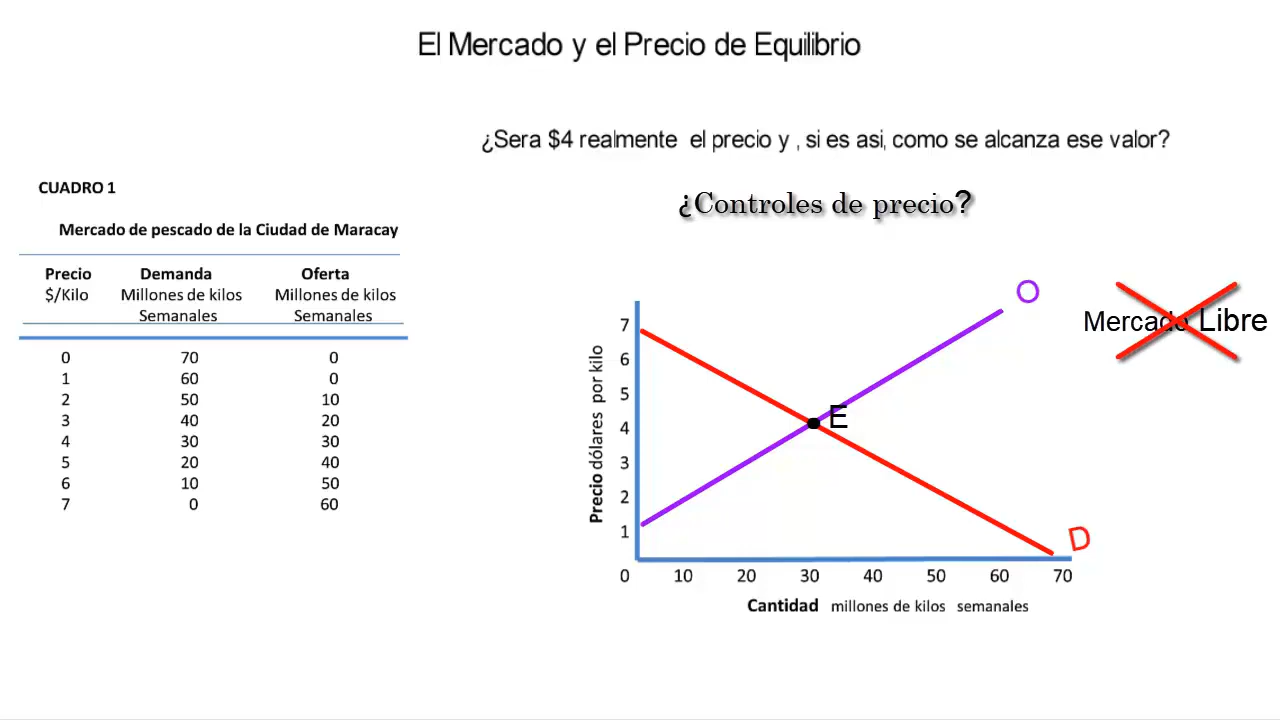 El Mercado y el Precio de Equilibrio
¿Sera $4 realmente el precio y , si es asi, como se alcanza ese valor?
¿Controles de precio?
CUADRO 1
Mercado de pescado de la Ciudad de Maracay
Precio Demanda Oferta
$/Kilo Millones de kilos Millones de kilos
Semanales Semanales
0 70 0
1 60 0
2 50 10
3 40 20
4 30 30
5 20 40
6 10 50
7 0 60
Precio dólares por kilo
7
6
5
4
3
2
1
0 10 20 30 40 50 60 70
Cantidad millones de kilos semanales
O
E
D
Mercado Libre